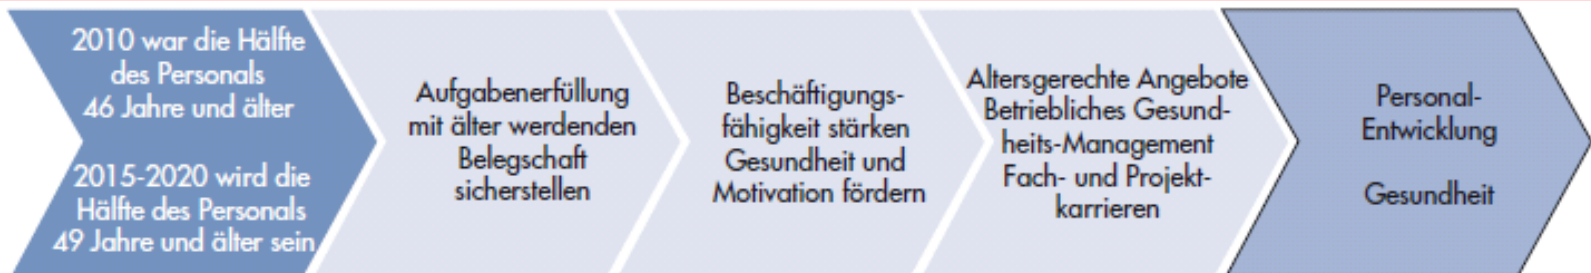 2010 war die Hälfte
des Personals
46 Jahre und älter
2015-2020 wird die
Hälfte des Personals
49 Jahre und älter sein
Aufgabenerfüllung
mit älter werdenden
Belegschaft
sicherstellen
Beschäftigungs-
fähigkeit stärken
Gesundheit und
Motivation fördern
Altersgerechte Angebote
Betriebliches Gesund-
heits-Management
Fach- und Projekt-
karrieren
Personal-
Entwicklung
Gesundheit